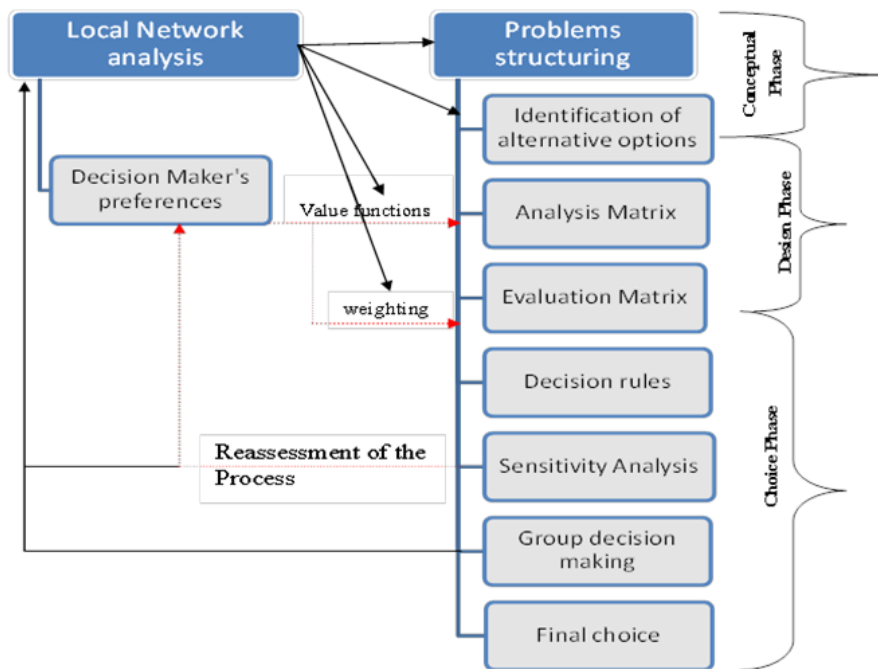 Local Network
analysis
Problems
structuring
Conceptual
Phase
Identification of
alternative options
Decision Maker's
preferences
Value functions
Analysis Matrix
Design Phase
weighting
Evaluation Matrix
Decision rules
Reassessment of the
Process
Sensitivity Analysis
Choice Phase
Group decision
making
Final choice